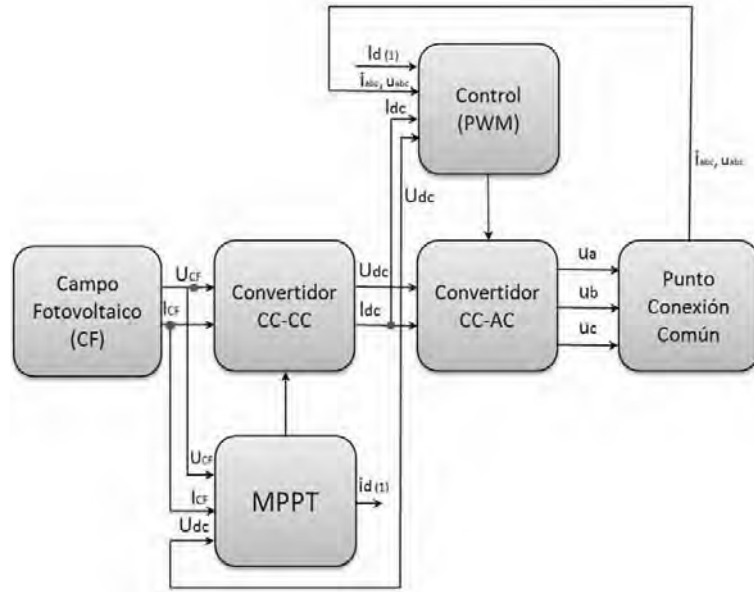 Id (1)
iabc, uabc
Idc
Udc
Control
(PWM)
iabc, uabc
Campo
Fotovoltaico
(CF)
UCF
ICF
Convertidor
CC-CC
Udc
Idc
Convertidor
CC-AC
ua
ub
uc
Punto
Conexión
Común
UCF
ICF
Udc
MPPT
id (1)